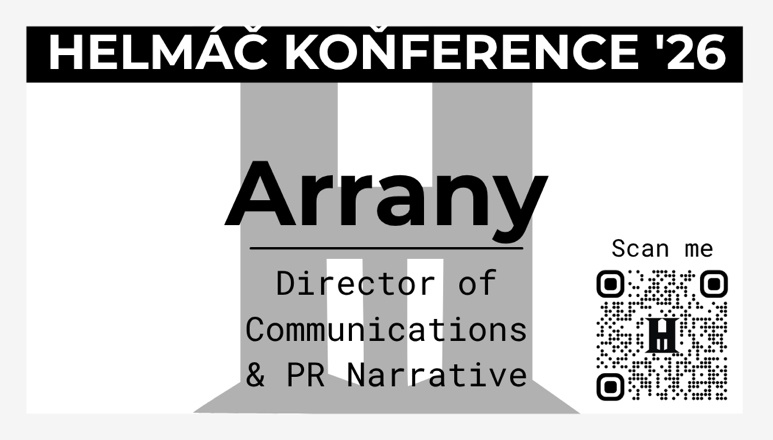 HELMÁČ KOŇFERENCE '26
Arrany
Director of
Communications
& PR Narrative
Scan me